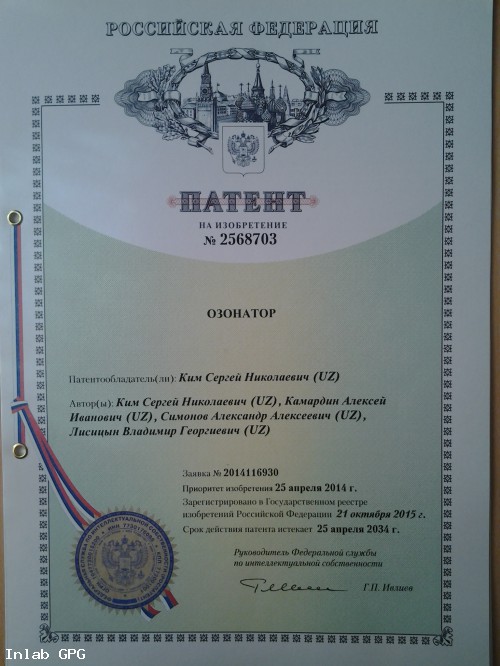 РОССИЙСКАЯ ФЕДЕРАЦИЯ
ПАТЕНТ
НА ИЗОБРЕТЕНИЕ
№ 2568703
ОЗОНАТОР
Патентообладатель(ли): Ким Сергей Николаевич (UZ)
Автор(ы): Ким Сергей Николаевич (UZ), Камардин Алексей
Иванович (UZ), Симонов Александр Алексеевич (UZ),
Лисицын Владимир Георгиевич (UZ)
Заявка № 2014116930
Приоритет изобретения 25 апреля 2014 г.
Зарегистрировано в Государственном реестре
изобретений Российской Федерации 21 октября 2015 г.
Срок действия патента истекает 25 апреля 2034 г.
Руководитель Федеральной службы
по интеллектуальной собственности
Г.П. Ивлиев
Inlab GPG